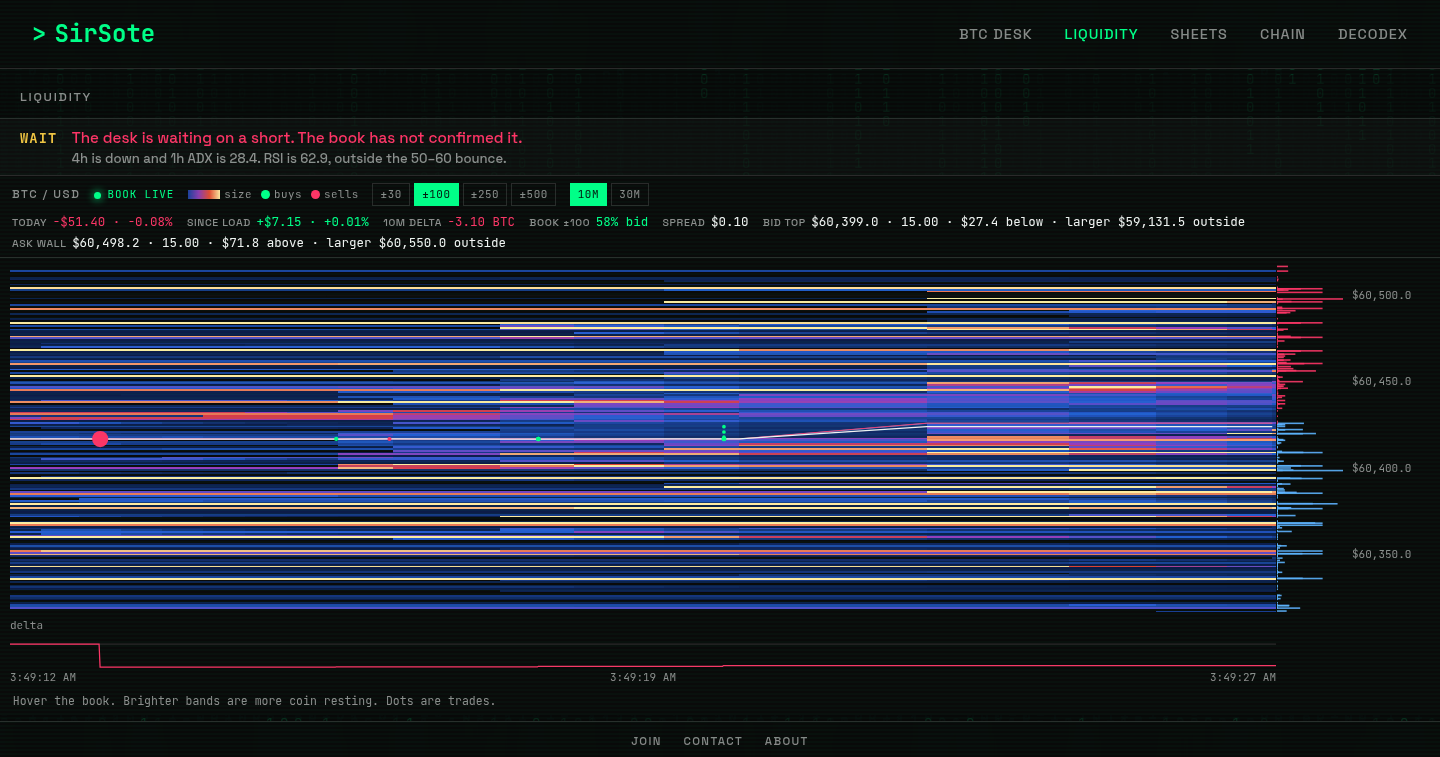 > SirSote
BTC DESK LIQUIDITY SHEETS CHAIN DECODEX
LIQUIDITY
WAIT The desk is waiting on a short. The book has not confirmed it.
4h is down and 1h ADX is 28.4. RSI is 62.9, outside the 50–60 bounce.
BTC / USD BOOK LIVE size buys sells ±30 ±100 ±250 ±500 10M 30M
TODAY -$51.40 · -0.08% SINCE LOAD +$7.15 · +0.01% 10M DELTA -3.10 BTC BOOK ±100 58% bid SPREAD $0.10 BID TOP $60,399.0 · 15.00 · $27.4 below · larger $59,131.5 outside
ASK WALL $60,498.2 · 15.00 · $71.8 above · larger $60,550.0 outside
$60,500.0
$60,450.0
$60,400.0
$60,350.0
delta
3:49:12 AM 3:49:19 AM 3:49:27 AM
Hover the book. Brighter bands are more coin resting. Dots are trades.
JOIN CONTACT ABOUT